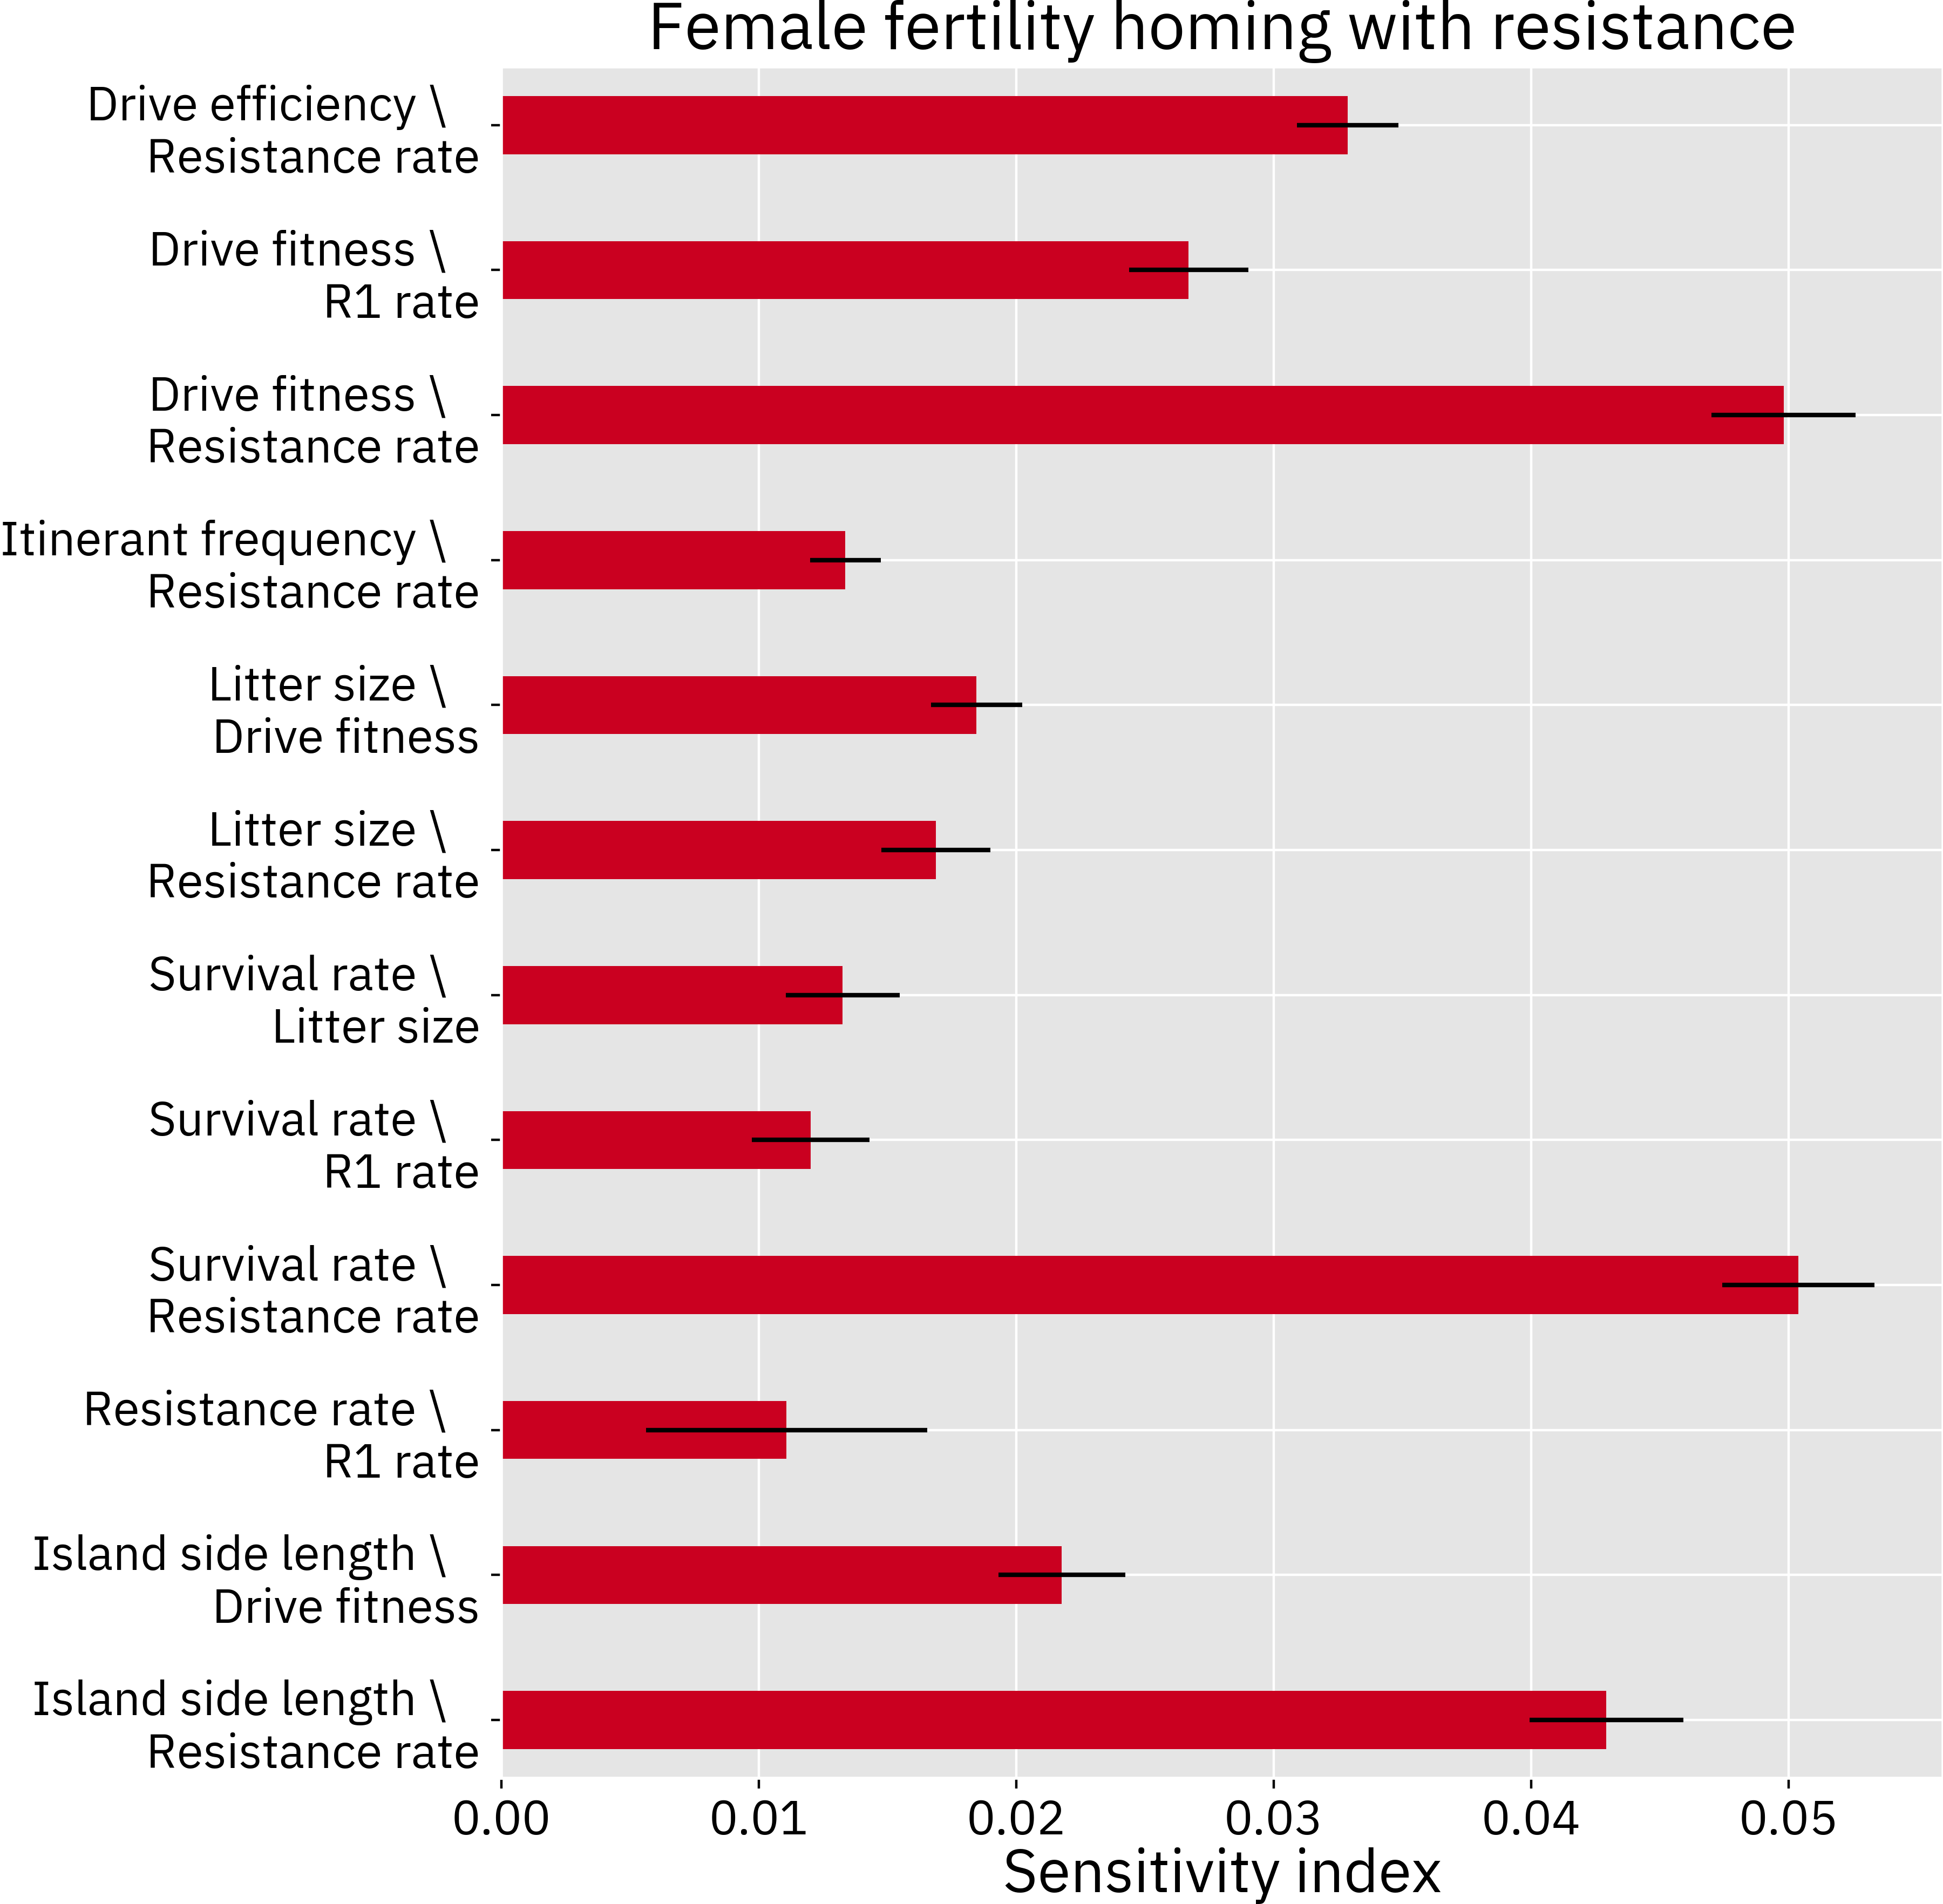 Female fertility homing with resistance
Drive efficiency \
Resistance rate
Drive fitness \
R1 rate
Drive fitness \
Resistance rate
Itinerant frequency \
Resistance rate
Litter size \
Drive fitness
Litter size \
Resistance rate
Survival rate \
Litter size
Survival rate \
R1 rate
Survival rate \
Resistance rate
Resistance rate \
R1 rate
Island side length \
Drive fitness
Island side length \
Resistance rate
0.00 0.01 0.02 0.03 0.04 0.05
Sensitivity index